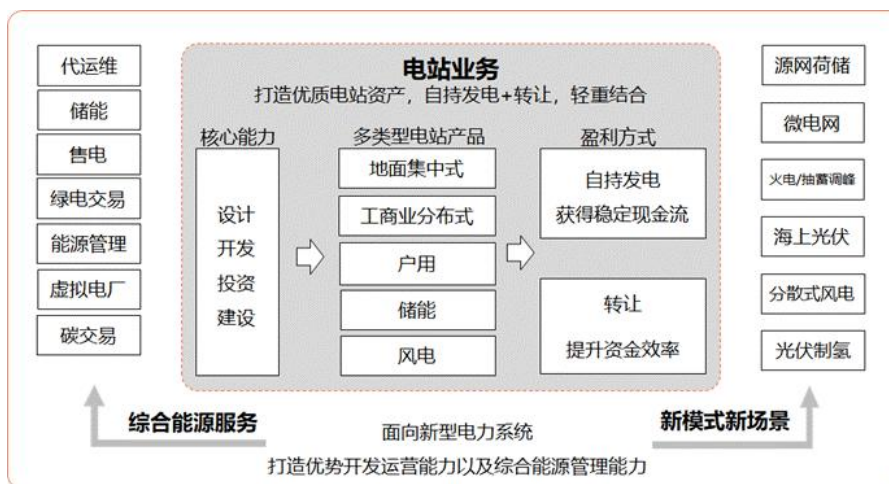 代运维
储能
售电
绿电交易
能源管理
虚拟电厂
碳交易
电站业务
打造优质电站资产，自持发电+转让，轻重结合
核心能力
设计
开发
投资
建设
多类型电站产品
地面集中式
工商业分布式
户用
储能
风电
盈利方式
自持发电
获得稳定现金流
转让
提升资金效率
源网荷储
微电网
火电/抽蓄调峰
海上光伏
分散式风电
光伏制氢
综合能源服务
新模式新场景
面向新型电力系统
打造优势开发运营能力以及综合能源管理能力